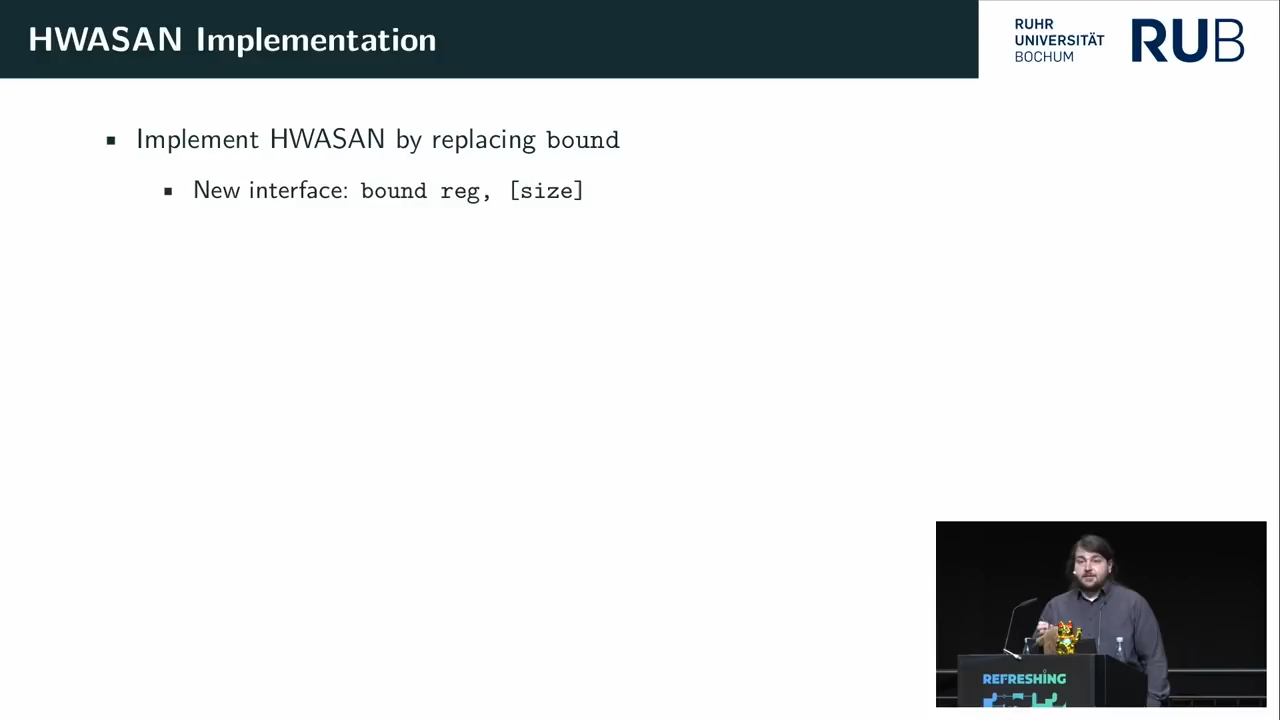 HWASAN Implementation
RUHR
UNIVERSITÄT
BOCHUM
RUB
▪ Implement HWASAN by replacing bound
▪ New interface: bound reg, [size]
REFRESHING